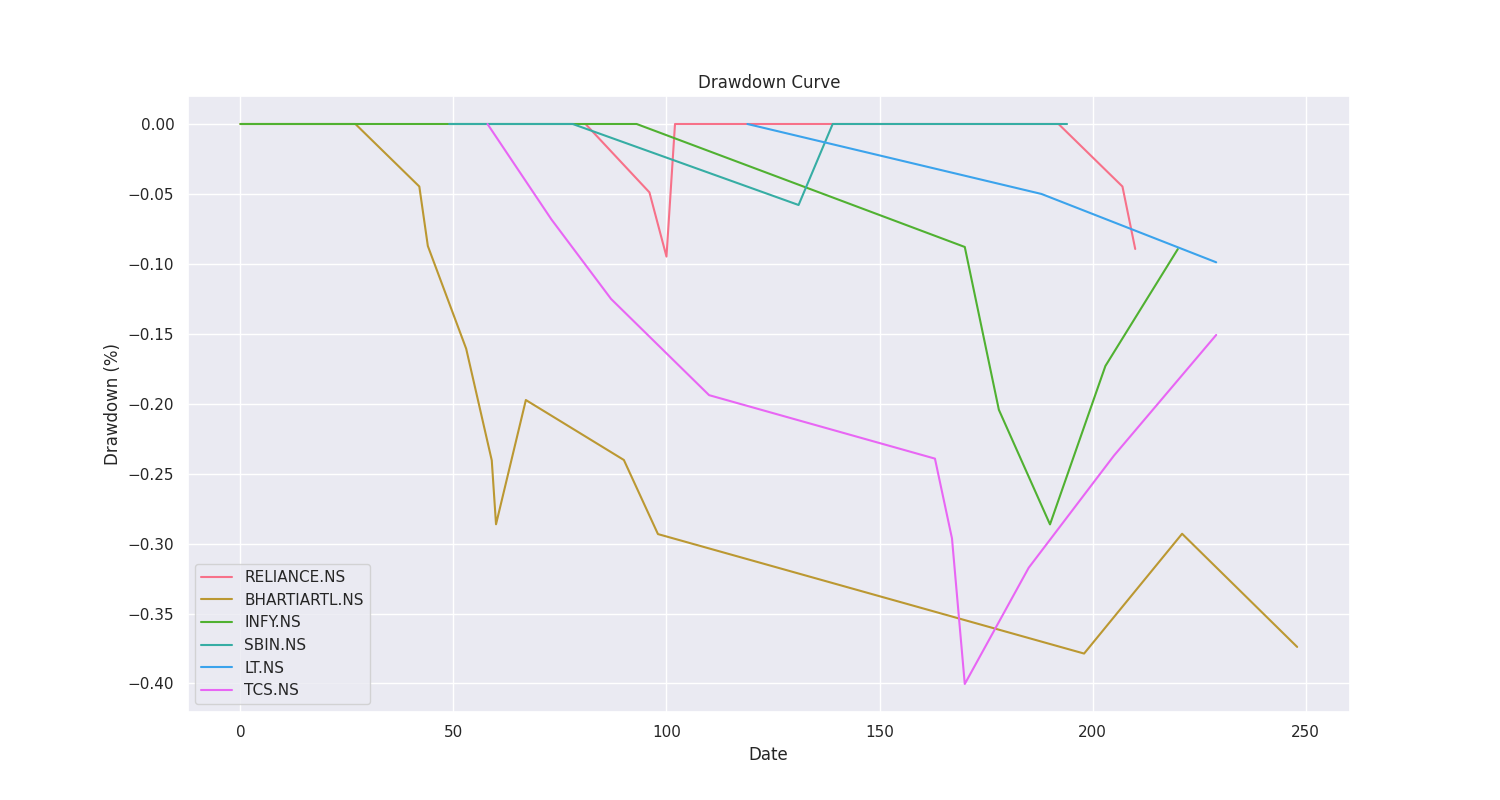 Drawdown Curve
Drawdown (%)
0.00
−0.05
−0.10
−0.15
−0.20
−0.25
−0.30
−0.35
−0.40
RELIANCE.NS
BHARTIARTL.NS
INFY.NS
SBIN.NS
LT.NS
TCS.NS
0 50 100 150 200 250
Date